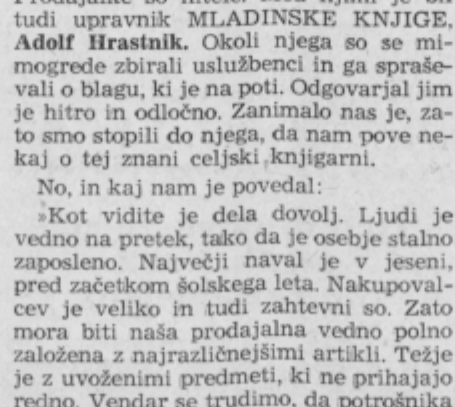 tudi upravnik MLADINSKE KNJIGE,
Adolf Hrastnik. Okoli njega so se mi-
mogrede zbirali uslužbenci in ga spraše-
vali o blagu, ki je na poti. Odgovarjal jim
je hitro in odločno. Zanimalo nas je, za-
to smo stopili do njega, da nam pove ne-
kaj o tej znani celjski knjigarni.
No, in kaj nam je povedal:
»Kot vidite je dela dovolj. Ljudi je
vedno na pretek, tako da je osebje stalno
zaposleno. Največji naval je v jeseni,
pred začetkom šolskega leta. Nakupoval-
cev je veliko in tudi zahtevni so. Zato
mora biti naša prodajalna vedno polno
založena z najrazličnejšimi artikli. Težje
je z uvoženimi predmeti, ki ne prihajajo
redno. Vendar se trudimo, da potrošnika